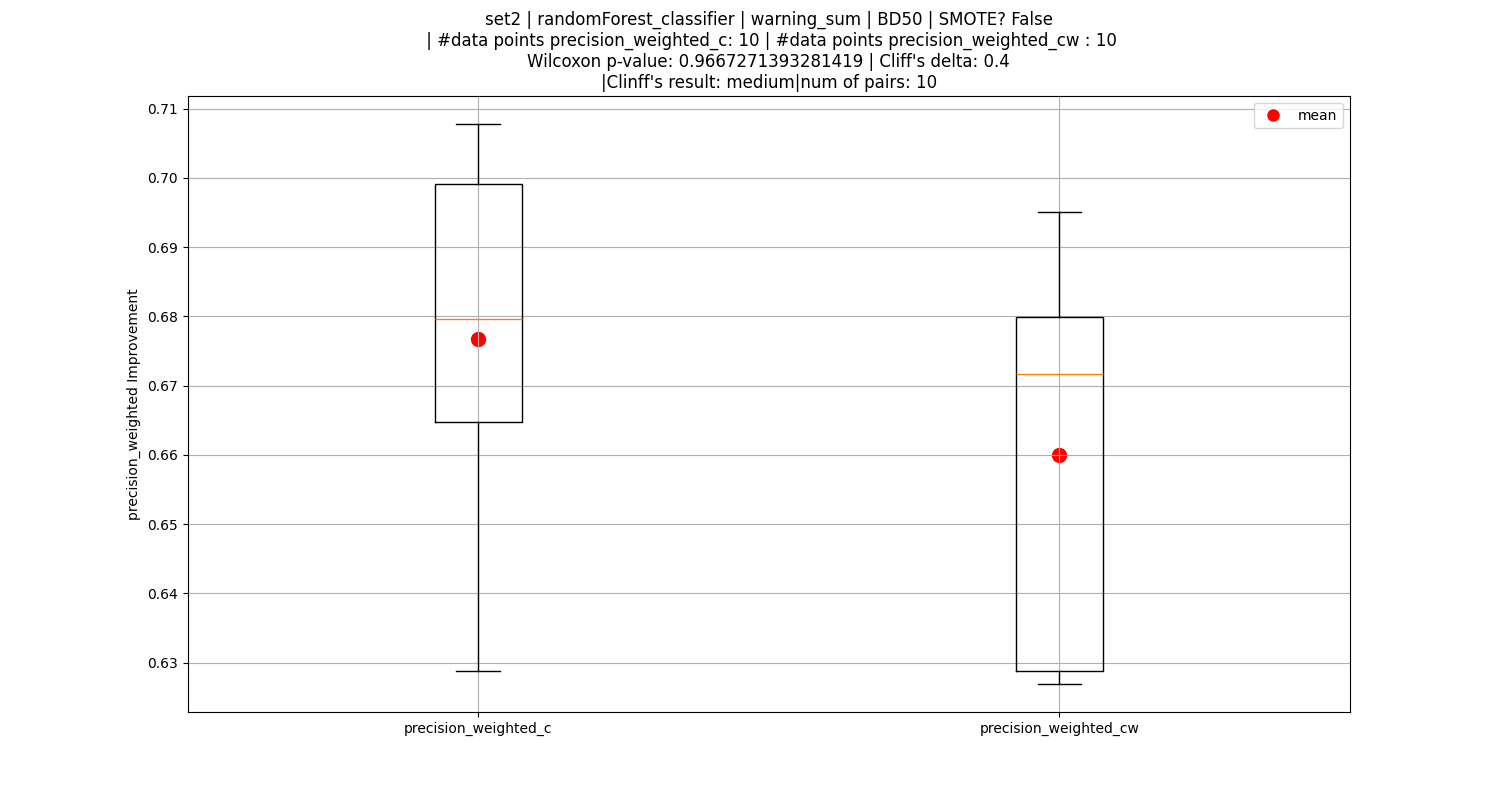 set2 | randomForest_classifier | warning_sum | BD50 | SMOTE? False
| #data points precision_weighted_c: 10 | #data points precision_weighted_cw : 10
Wilcoxon p-value: 0.9667271393281419 | Cliff's delta: 0.4
|Clinff's result: medium|num of pairs: 10
mean
0.71
0.70
0.69
0.68
0.67
0.66
0.65
0.64
0.63
precision_weighted Improvement
precision_weighted_c
precision_weighted_cw